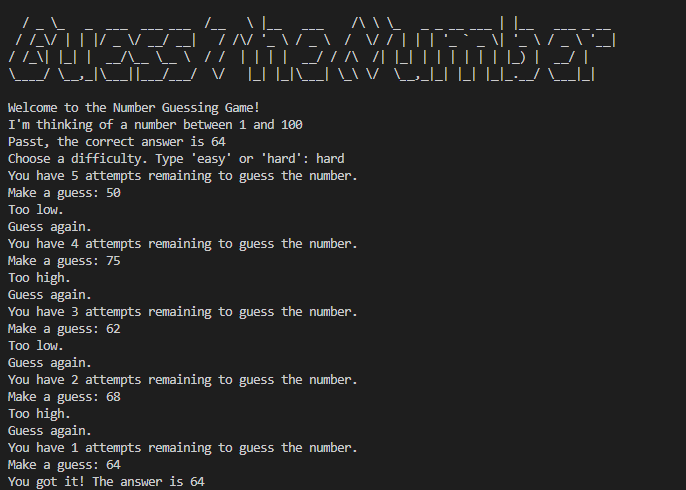 Guess The Number
Welcome to the Number Guessing Game!
I'm thinking of a number between 1 and 100
Passt, the correct answer is 64
Choose a difficulty. Type 'easy' or 'hard': hard
You have 5 attempts remaining to guess the number.
Make a guess: 50
Too low.
Guess again.
You have 4 attempts remaining to guess the number.
Make a guess: 75
Too high.
Guess again.
You have 3 attempts remaining to guess the number.
Make a guess: 62
Too low.
Guess again.
You have 2 attempts remaining to guess the number.
Make a guess: 68
Too high.
Guess again.
You have 1 attempts remaining to guess the number.
Make a guess: 64
You got it! The answer is 64